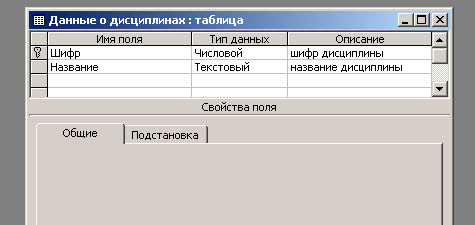 Данные о дисциплинах : таблица
Имя поля Тип данных Описание
Шифр Числовой шифр дисциплины
Название Текстовый название дисциплины
Свойства поля
Общие Подстановка